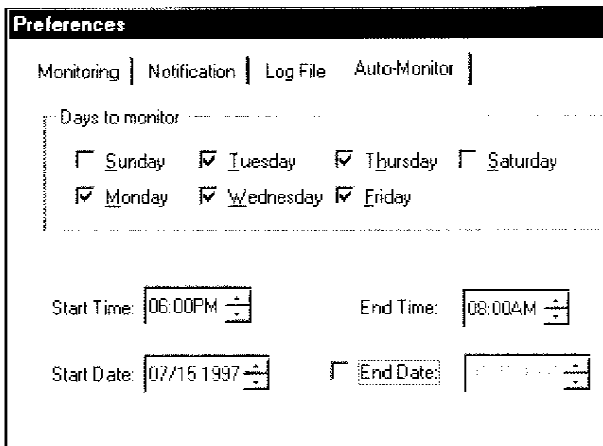 Preferences
Monitoring Notification Log File Auto-Monitor
Days to monitor
Sunday Tuesday Thursday Saturday
Monday Wednesday Friday
Start Time: 06:00PM End Time: 08:00AM
Start Date: 07/15 1997 End Date: